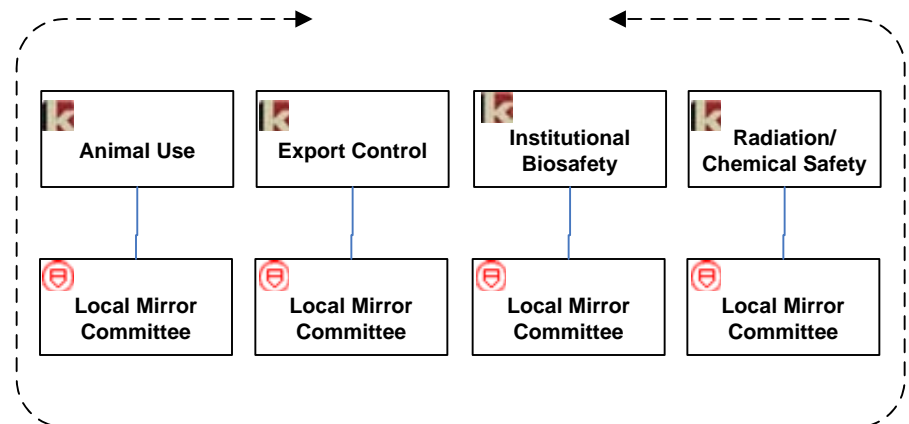 Animal Use
Export Control
Institutional
Biosafety
Radiation/
Chemical Safety
Local Mirror
Committee
Local Mirror
Committee
Local Mirror
Committee
Local Mirror
Committee